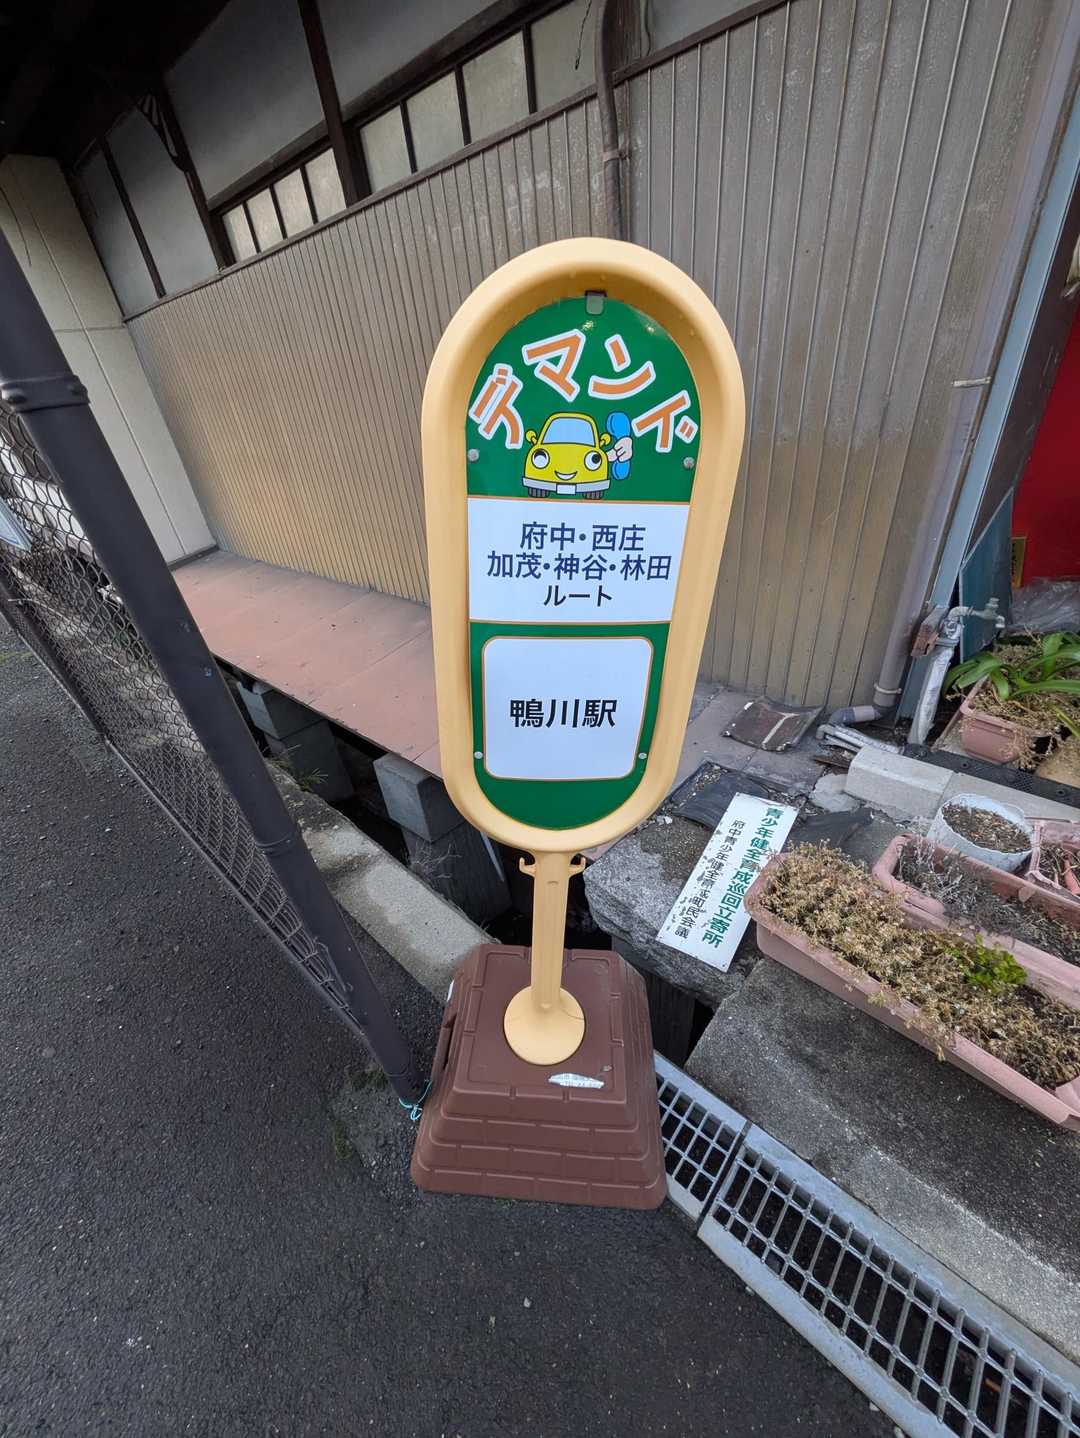 デマンド
府中・西庄
加茂・神谷・林田
ルート
鴨川駅
青少年健全育成巡回立寄所
府中青少年健全育成町民会議